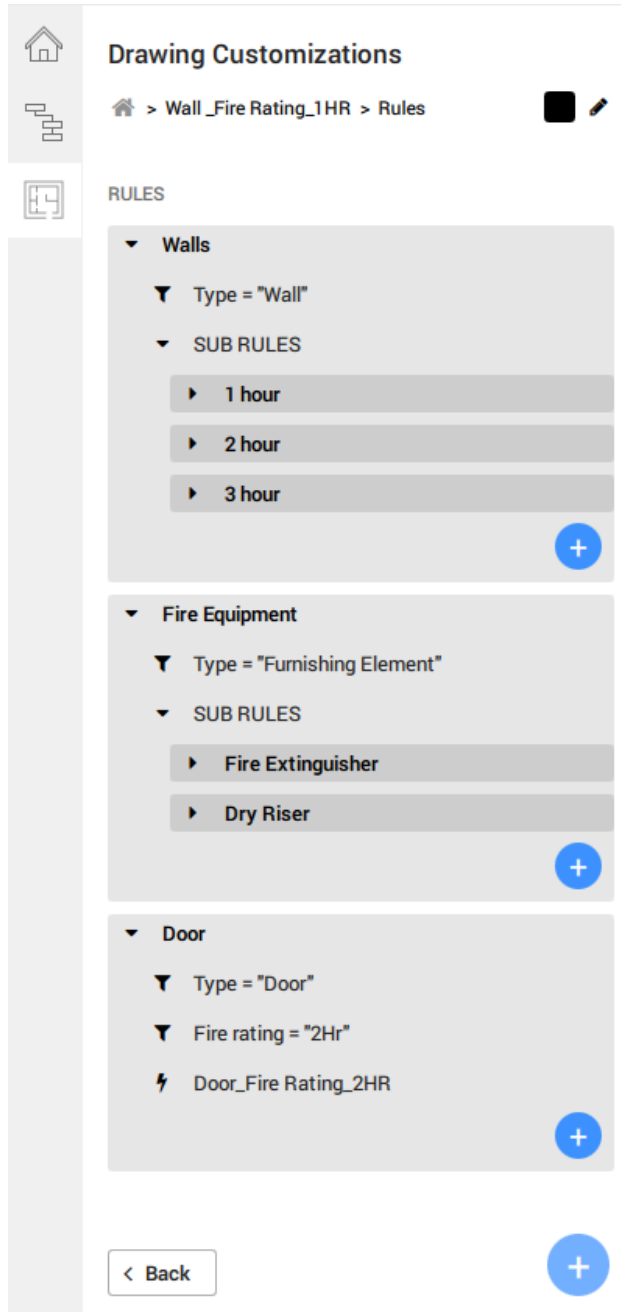 Drawing Customizations
> Wall _Fire Rating_1HR > Rules
RULES
Walls
Type = "Wall"
SUB RULES
1 hour
2 hour
3 hour
+
Fire Equipment
Type = "Furnishing Element"
SUB RULES
Fire Extinguisher
Dry Riser
+
Door
Type = "Door"
Fire rating = "2Hr"
Door_Fire Rating_2HR
+
< Back
+